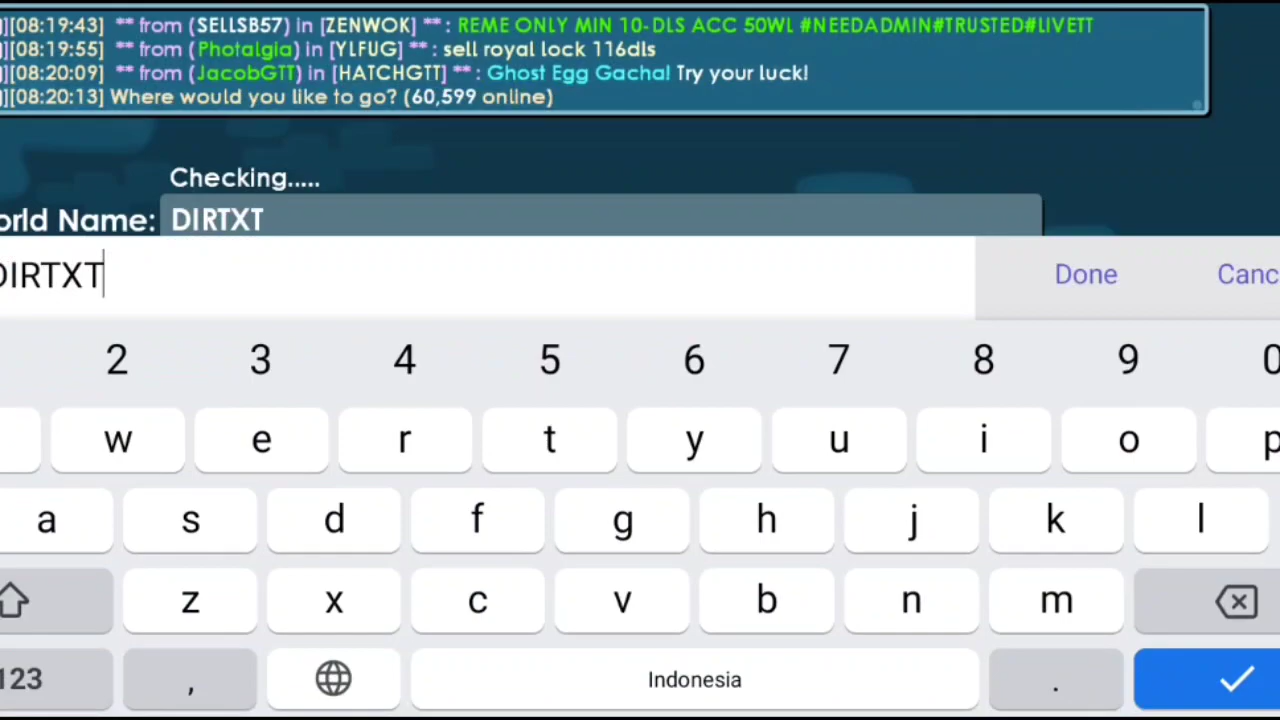 ][08:19:43] ** from (SELLSB57) in [ZENWOK] ** : REME ONLY MIN 10-DLS ACC 50WL #NEEDADMIN#TRUSTED#LIVETT
][08:19:55] ** from (Photalgia) in [YLFUG] ** : sell royal lock 116dls
][08:20:09] ** from (JacobGTT) in [HATCHGTT] ** : Ghost Egg Gacha! Try your luck!
][08:20:13] Where would you like to go? (60,599 online)
Checking.....
orld Name: DIRTXT
DIRTXT Done Canc
2 3 4 5 6 7 8 9 0
w e r t y u i o p
a s d f g h j k l
z x c v b n m
123 , Indonesia .